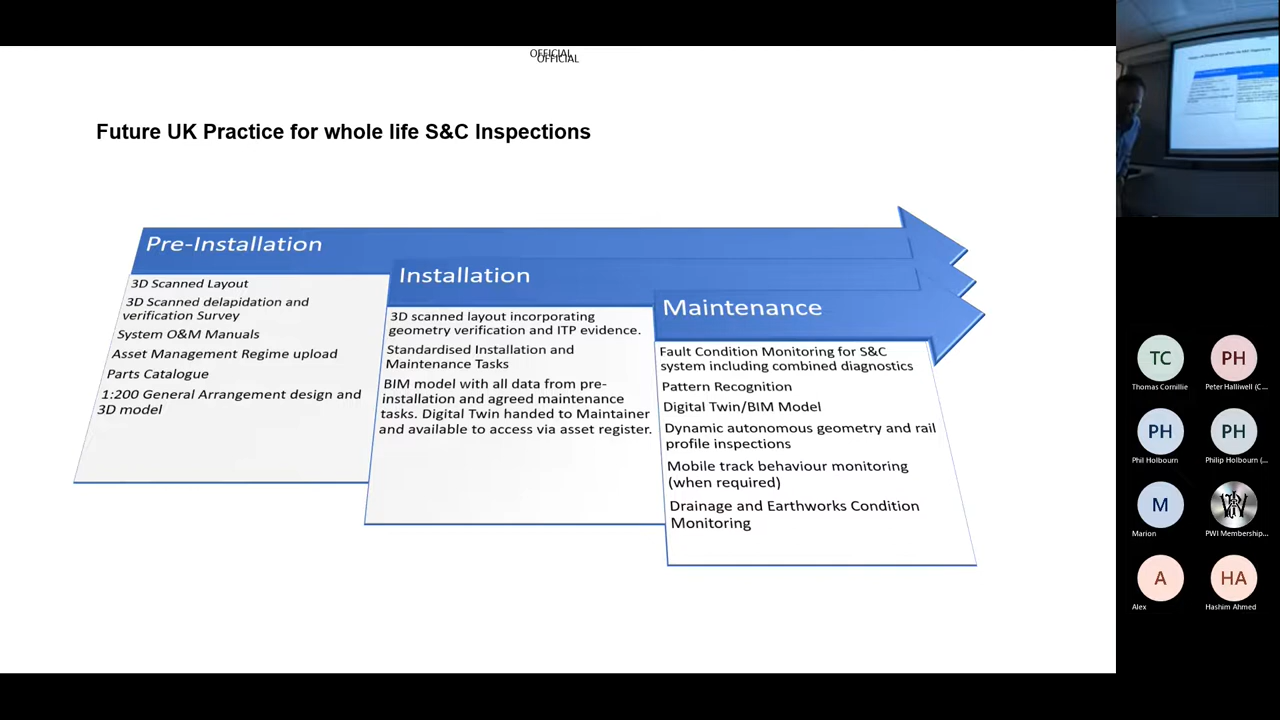 OFFICIAL
OFFICIAL
Future UK Practice for whole life S&C Inspections
Pre-Installation
3D Scanned Layout
3D Scanned delapidation and
verification Survey
System O&M Manuals
Asset Management Regime upload
Parts Catalogue
1:200 General Arrangement design and
3D model
Installation
3D scanned layout incorporating
geometry verification and ITP evidence.
Standardised Installation and
Maintenance Tasks
BIM model with all data from pre-
installation and agreed maintenance
tasks. Digital Twin handed to Maintainer
and available to access via asset register.
Maintenance
Fault Condition Monitoring for S&C
system including combined diagnostics
Pattern Recognition
Digital Twin/BIM Model
Dynamic autonomous geometry and rail
profile inspections
Mobile track behaviour monitoring
(when required)
Drainage and Earthworks Condition
Monitoring
TC
Thomas Cornillie
PH
Peter Halliwell (C...
PH
Phil Holbourn
PH
Philip Holbourn (...
M
Marion
PWI Membership...
A
Alex
HA
Hashim Ahmed